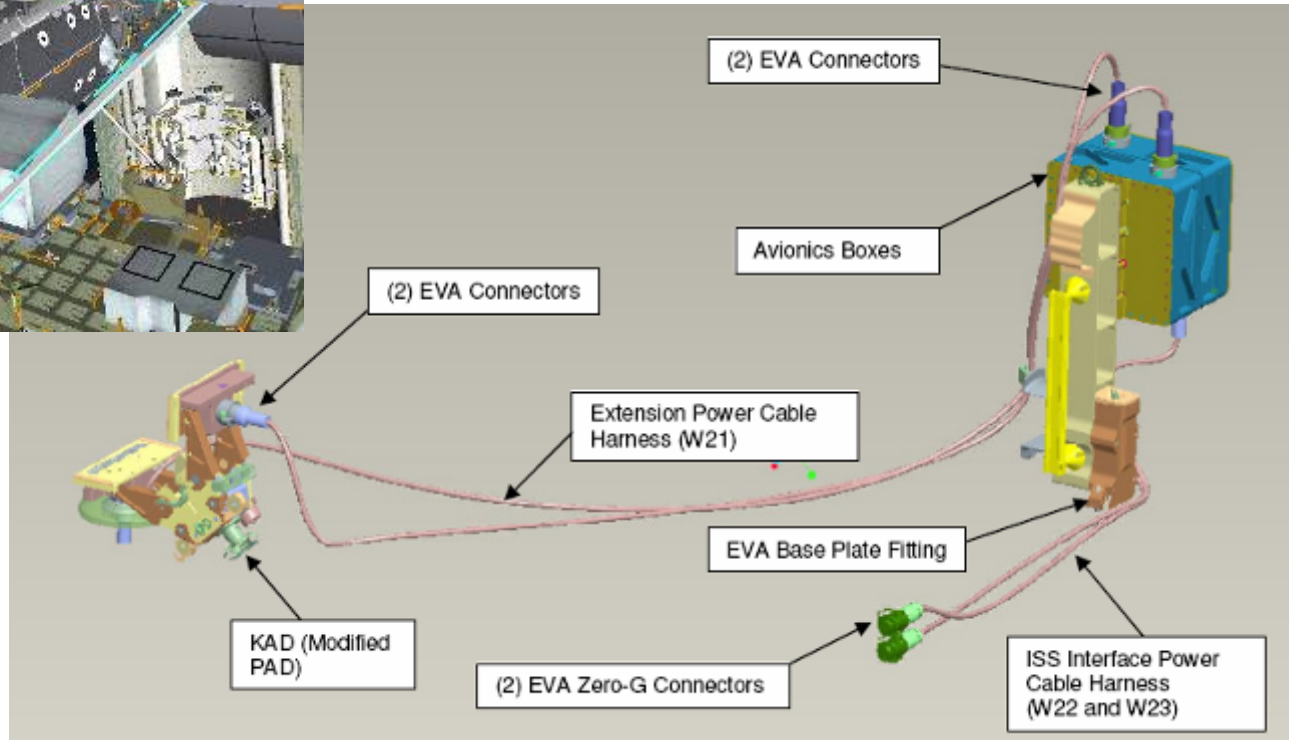 (2) EVA Connectors
Avionics Boxes
(2) EVA Connectors
Extension Power Cable
Harness (W21)
EVA Base Plate Fitting
KAD (Modified
PAD)
(2) EVA Zero-G Connectors
ISS Interface Power
Cable Harness
(W22 and W23)